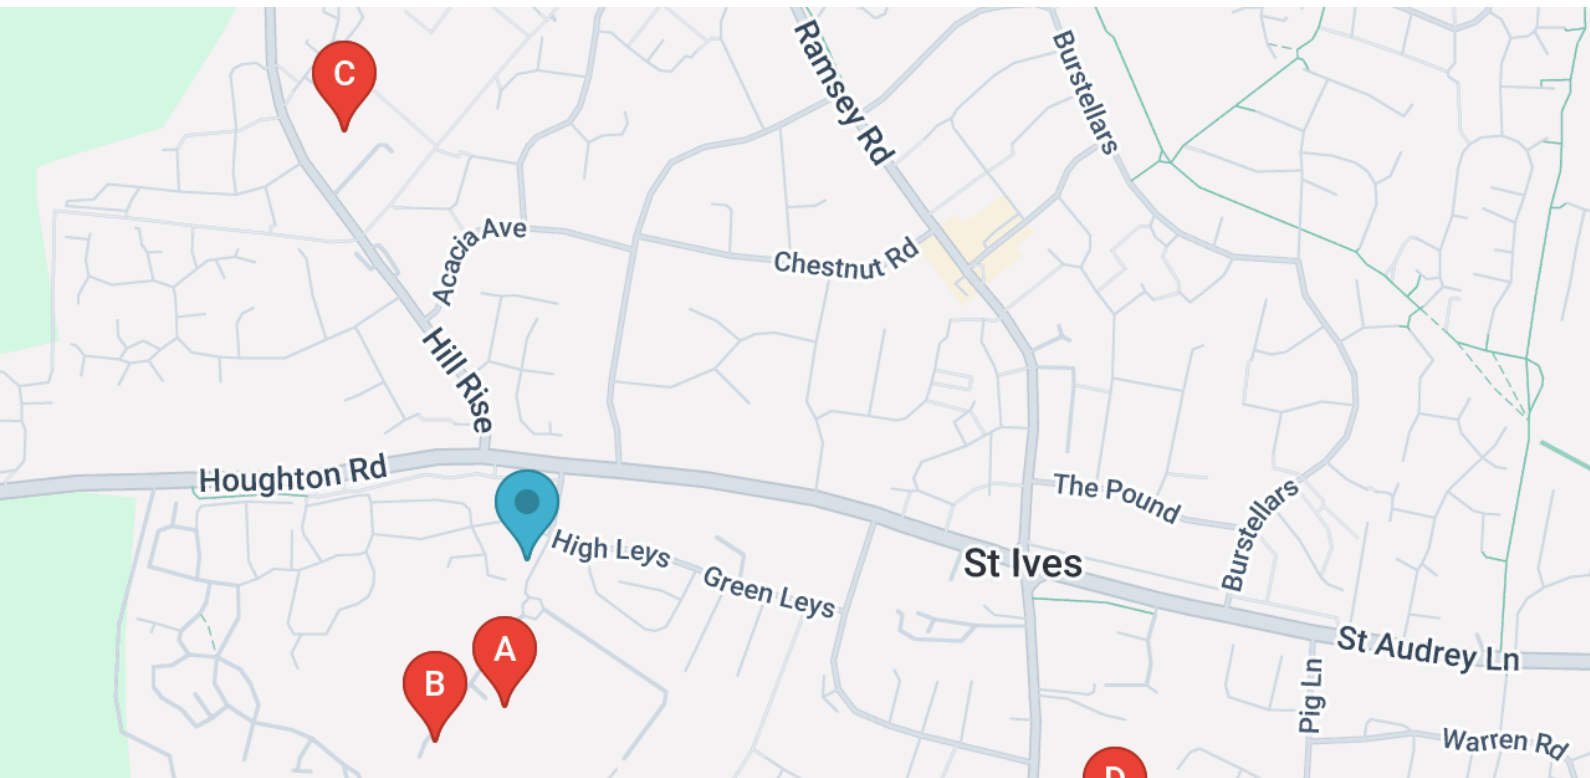 C
Ramsey Rd
Burstellars
Acacia Ave
Chestnut Rd
Hill Rise
Houghton Rd
The Pound
High Leys
Green Leys
St Ives
Burstellars
A
B
St Audrey Ln
Pig Ln
Warren Rd
D